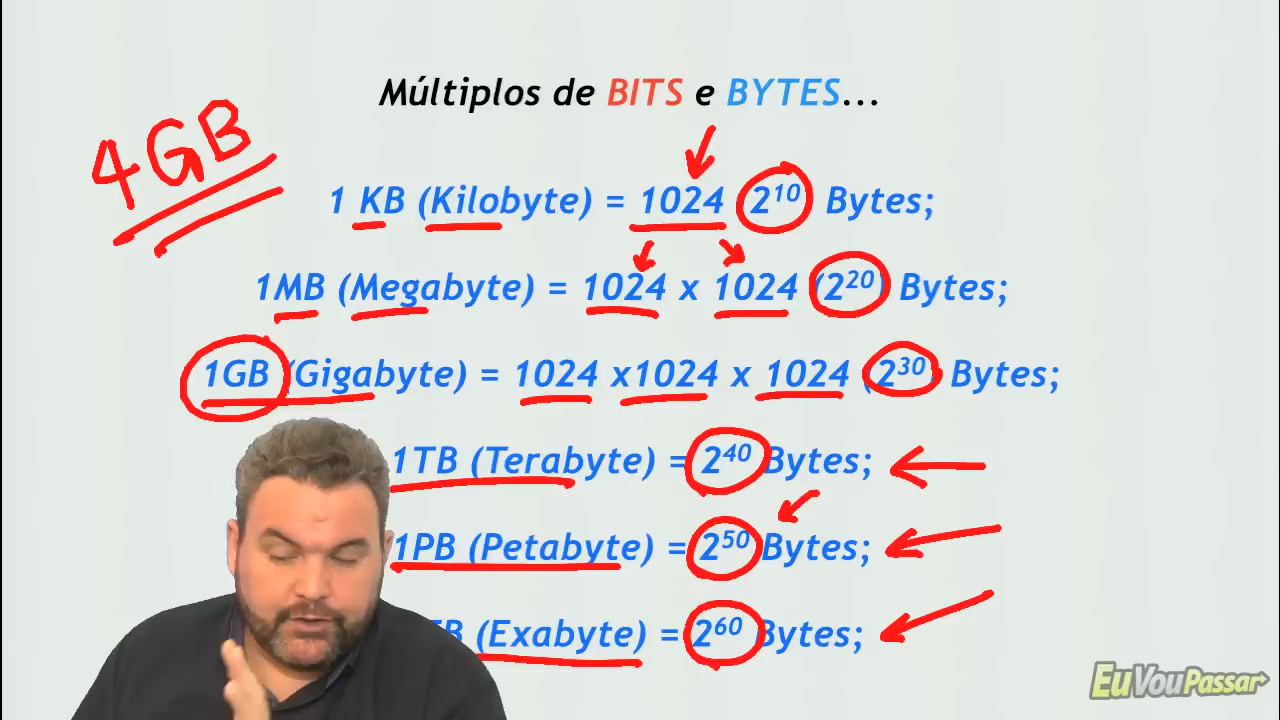 Múltiplos de BITS e BYTES...
4GB
1 KB (Kilobyte) = 1024 (2¹⁰) Bytes;
1MB (Megabyte) = 1024 x 1024 (2²⁰) Bytes;
1GB (Gigabyte) = 1024 x1024 x 1024 (2³⁰) Bytes;
1TB (Terabyte) = 2⁴⁰ Bytes;
1PB (Petabyte) = 2⁵⁰ Bytes;
(Exabyte) = 2⁶⁰ Bytes;
EuVouPassar